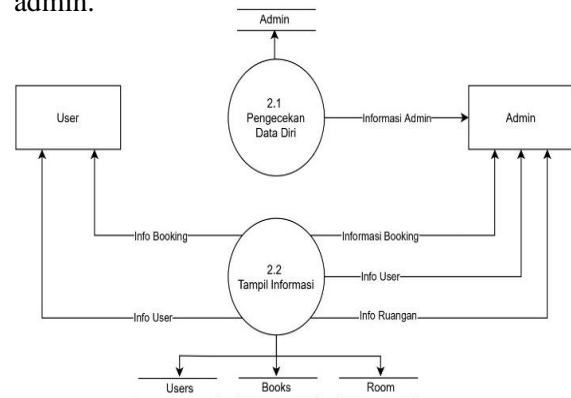 admin.
Admin
2.1
Pengecekan
Data Diri
User
Informasi Admin
Admin
Info Booking
Informasi Booking
2.2
Tampil Informasi
Info User
Info User
Info Ruangan
Users
Books
Room